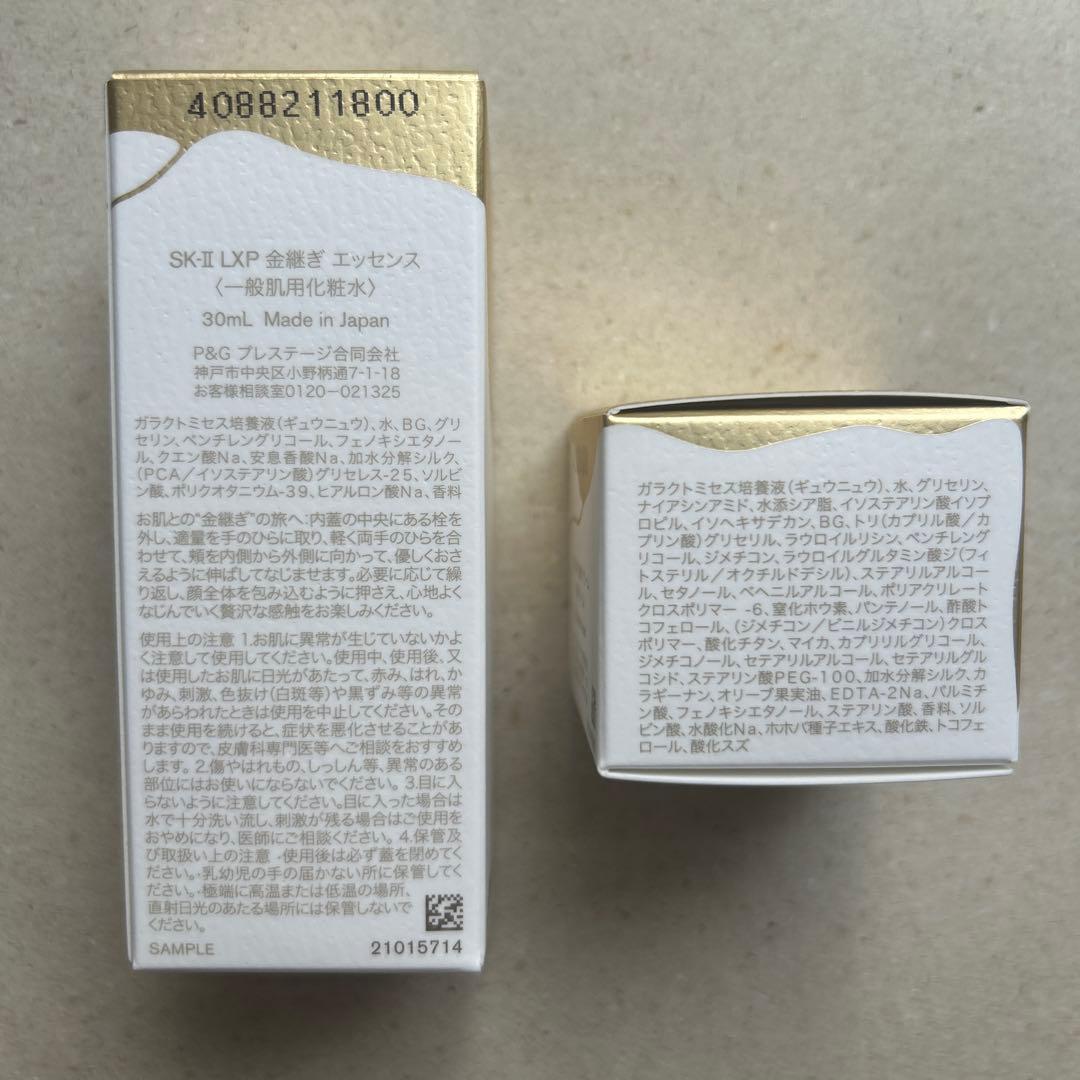 4088211800
SK-II LXP 金継ぎ エッセンス
〈一般肌用化粧水〉
30mL Made in Japan
P&G プレステージ合同会社
神戸市中央区小野柄通7-1-18
お客様相談室0120-021325
ガラクトミセス培養液(ギュウニュウ)、水、BG、グリ
セリン、ペンチレングリコール、フェノキシエタノー
ル、クエン酸Na、安息香酸Na、加水分解シルク、
(PCA/イソステアリン酸)グリセレス-25、ソルビ
ン酸、ポリクオタニウム-39、ヒアルロン酸Na、香料
お肌との“金継ぎ”の旅へ:内蓋の中央にある栓を
外し、適量を手のひらに取り、軽く両手のひらを合
わせて、頬を内側から外側に向かって、優しくおさ
えるように伸ばしてなじませます。必要に応じて繰
り返し、顔全体を包み込むように押さえ、心地よく
なじんでいく贅沢な感触をお楽しみください。
使用上の注意 1.お肌に異常が生じていないかよ
く注意して使用してください。使用中、使用後、又
は使用したお肌に日光があたって、赤み、はれ、か
ゆみ、刺激、色抜け(白斑等)や黒ずみ等の異常
があらわれたときは使用を中止してください。その
まま使用を続けると、症状を悪化させることがあ
りますので、皮膚科専門医等へご相談をおすすめ
します。2.傷やはれもの、しっしん等、異常のある
部位にはお使いにならないでください。3.目に入
らないように注意してください。目に入った場合は
水で十分洗い流し、刺激が残る場合はご使用を
おやめになり、医師にご相談ください。4.保管及
び取扱い上の注意 ・使用後は必ず蓋を閉めてく
ださい。・乳幼児の手の届かない所に保管してく
ださい。・極端に高温または低温の場所、
直射日光のあたる場所には保管しないで
ください。
SAMPLE
21015714
ガラクトミセス培養液(ギュウニュウ)、水、グリセリン、
ナイアシンアミド、水添シア脂、イソステアリン酸イソプ
ロピル、イソヘキサデカン、BG、トリ(カプリル酸/カ
プリン酸)グリセリル、ラウロイルリシン、ペンチレング
リコール、ジメチコン、ラウロイルグルタミン酸ジ(フィ
トステリル/オクチルドデシル)、ステアリルアルコー
ル、セタノール、ベヘニルアルコール、ポリアクリレート
クロスポリマー -6、窒化ホウ素、パンテノール、酢酸ト
コフェロール、(ジメチコン/ビニルジメチコン)クロス
ポリマー、酸化チタン、マイカ、カプリリルグリコール、
ジメチコノール、セテアリルアルコール、セテアリルグル
コシド、ステアリン酸PEG-100、加水分解シルク、カ
ラギーナン、オリーブ果実油、EDTA-2Na、パルミチ
ン酸、フェノキシエタノール、ステアリン酸、香料、ソル
ビン酸、水酸化Na、ホホバ種子エキス、酸化鉄、トコフェ
ロール、酸化スズ